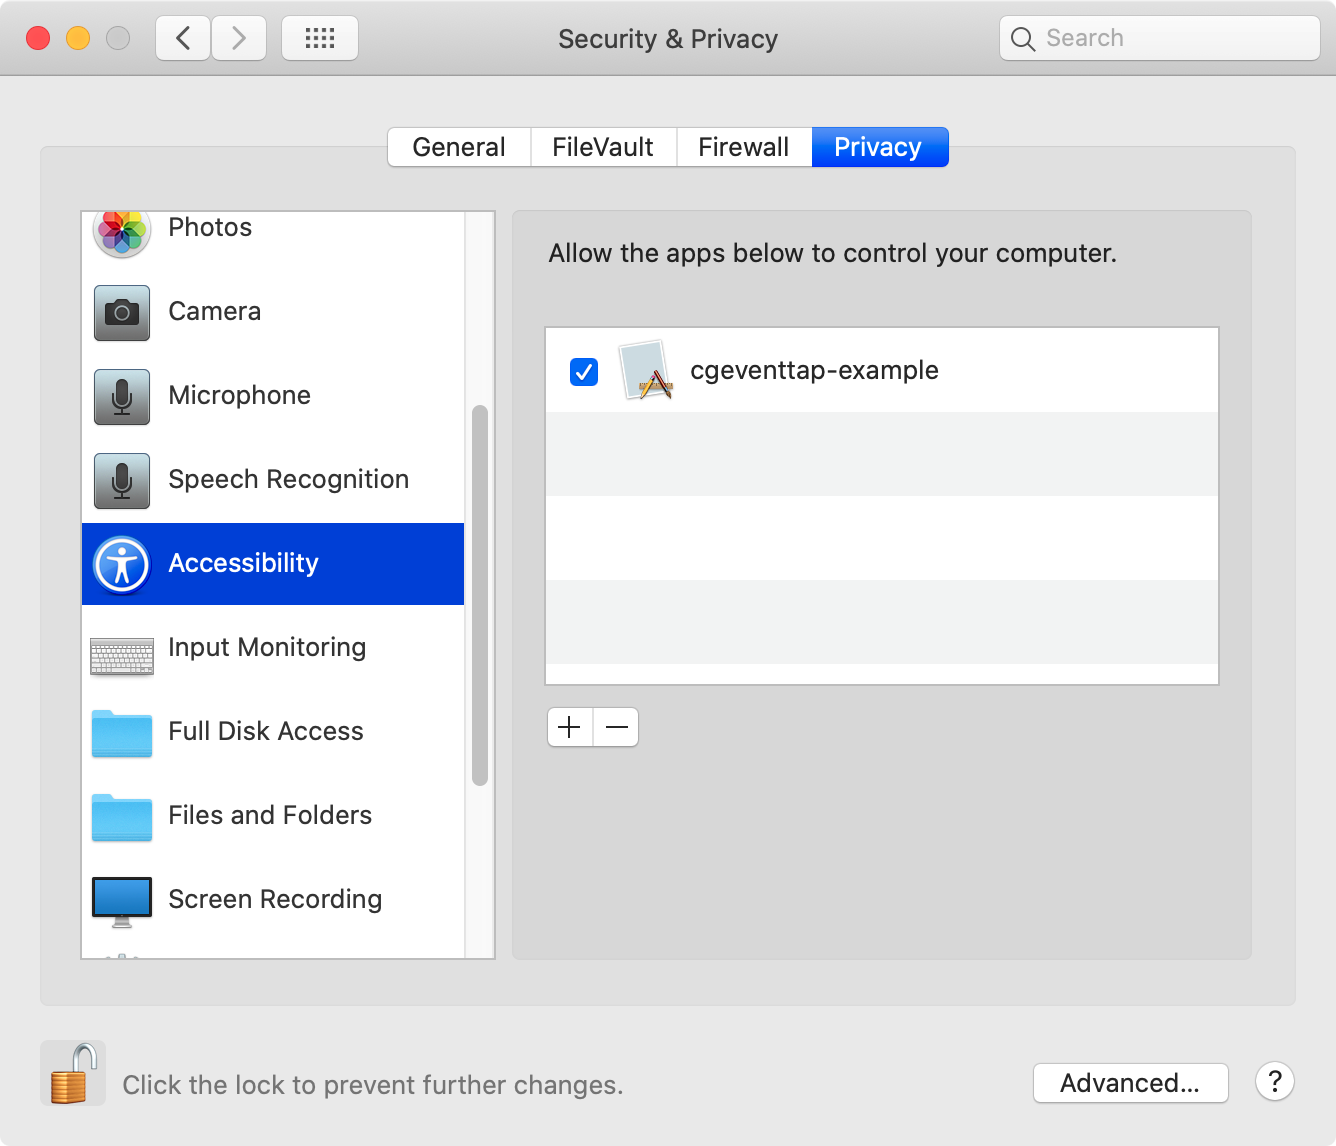 Security & Privacy
Search
General
FileVault
Firewall
Privacy
Photos
Camera
Microphone
Speech Recognition
Accessibility
Input Monitoring
Full Disk Access
Files and Folders
Screen Recording
Allow the apps below to control your computer.
cgeventtap-example
Click the lock to prevent further changes.
Advanced...
?